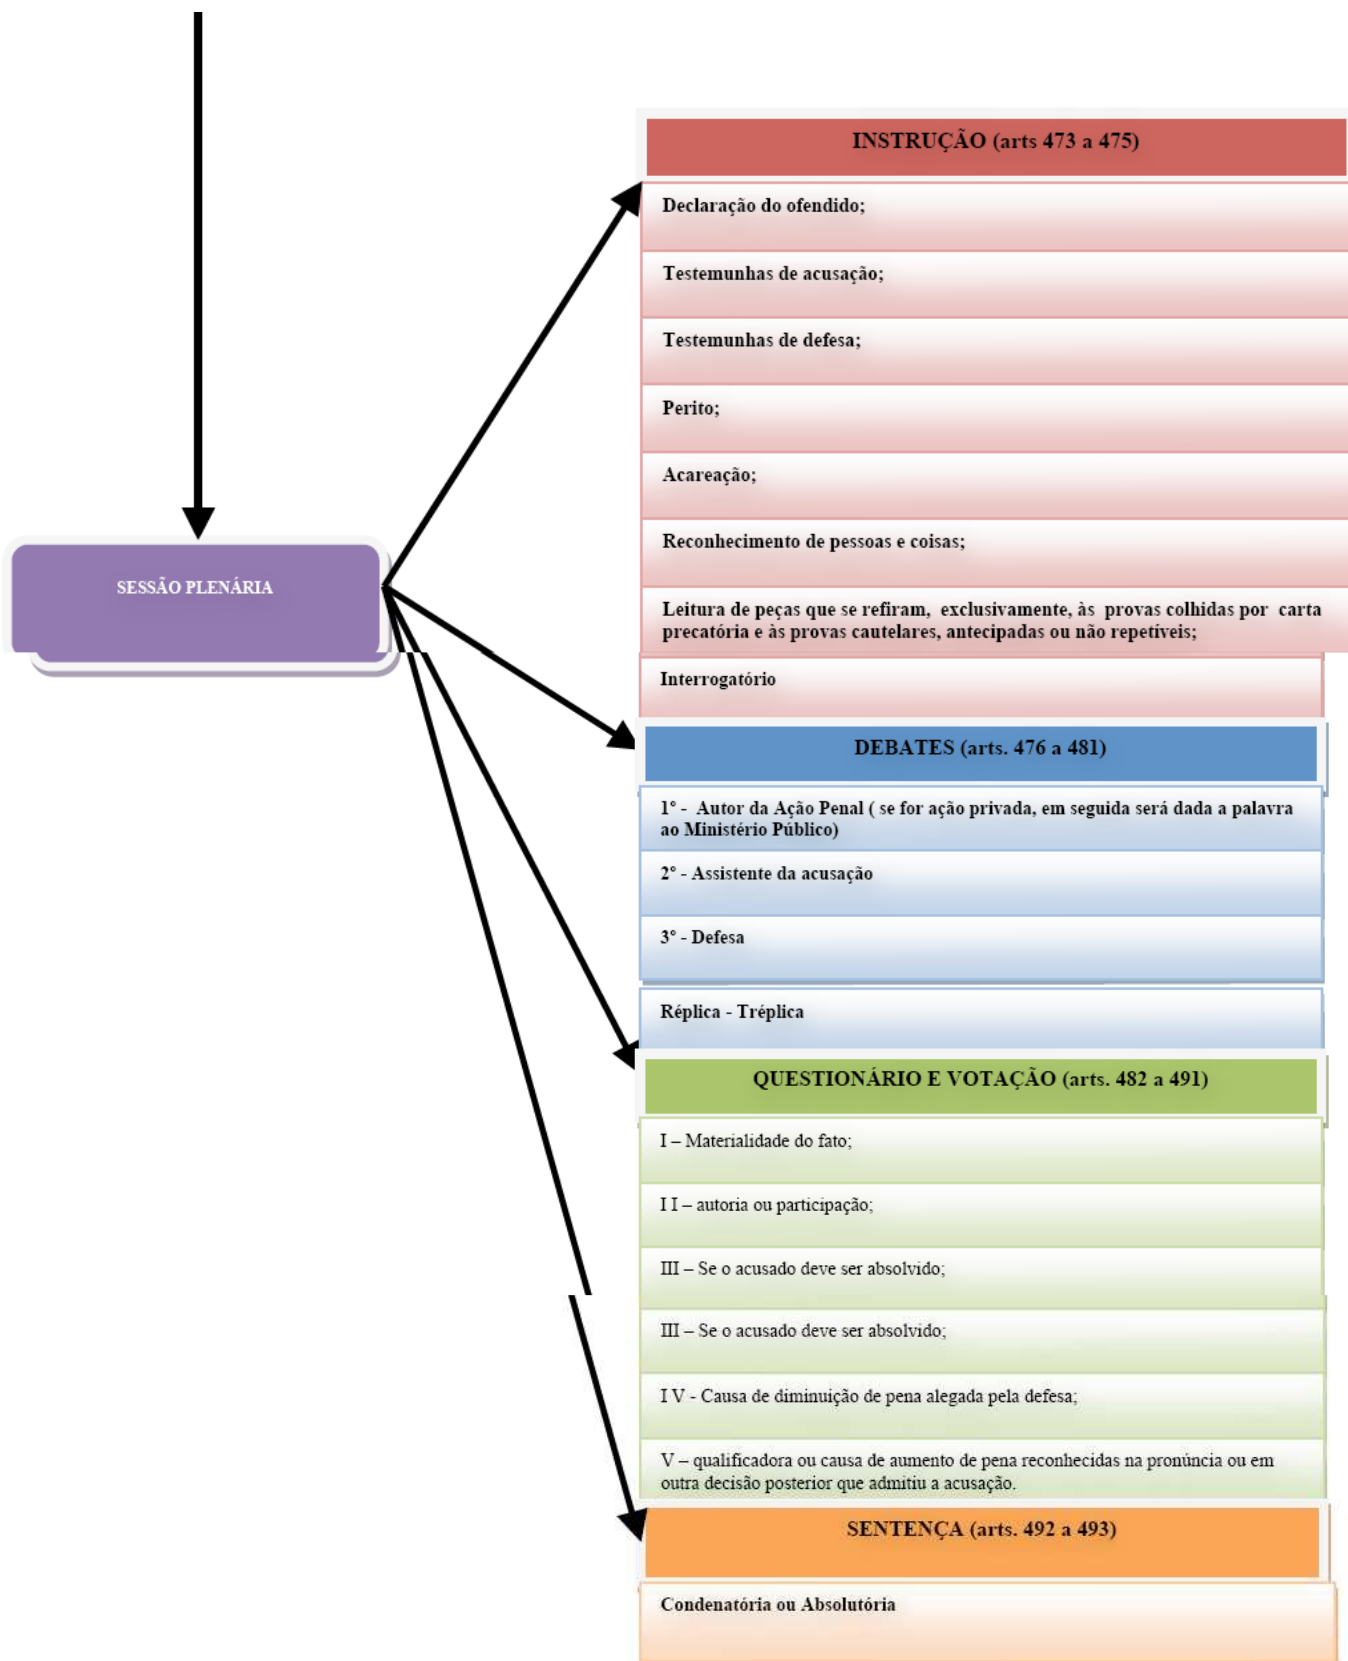 INSTRUÇÃO (arts 473 a 475)
Declaração do ofendido;
Testemunhas de acusação;
Testemunhas de defesa;
Perito;
Acareação;
Reconhecimento de pessoas e coisas;
SESSÃO PLENÁRIA
Leitura de peças que se refiram, exclusivamente, às provas colhidas por carta
precatória e às provas cautelares, antecipadas ou não repetíveis;
Interrogatório
DEBATES (arts. 476 a 481)
1º - Autor da Ação Penal ( se for ação privada, em seguida será dada a palavra
ao Ministério Público)
2º - Assistente da acusação
3º - Defesa
Réplica - Tréplica
QUESTIONÁRIO E VOTAÇÃO (arts. 482 a 491)
I – Materialidade do fato;
I I – autoria ou participação;
III – Se o acusado deve ser absolvido;
III – Se o acusado deve ser absolvido;
I V - Causa de diminuição de pena alegada pela defesa;
V – qualificadora ou causa de aumento de pena reconhecidas na pronúncia ou em
outra decisão posterior que admitiu a acusação.
SENTENÇA (arts. 492 a 493)
Condenatória ou Absolutória